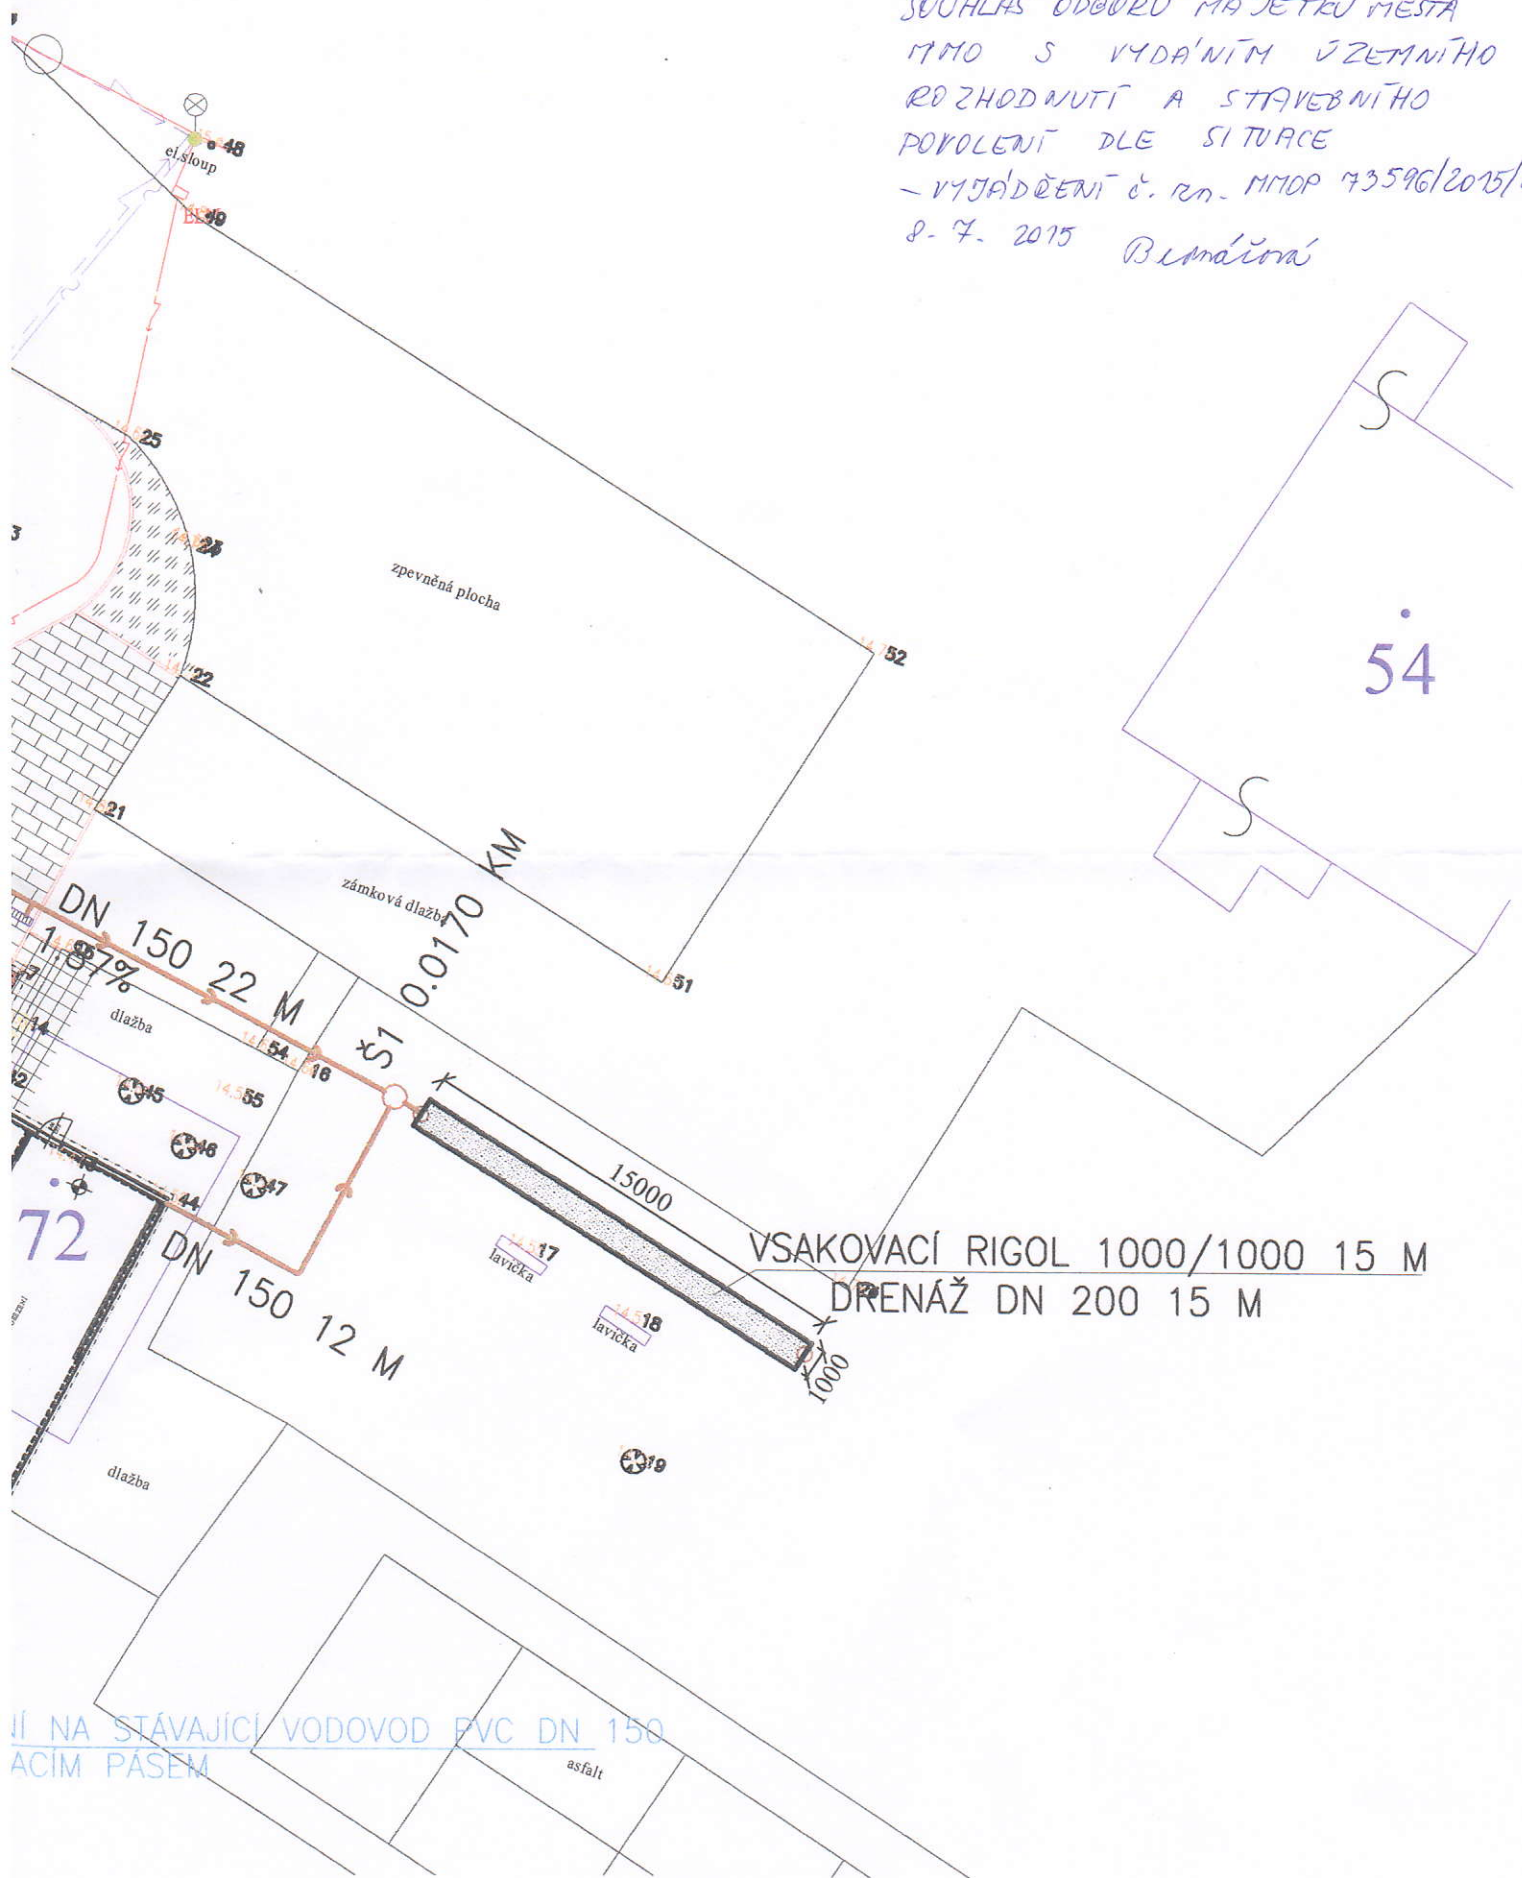 SOUHLAS ODBORU MAJETKU MĚSTA
MMO S VYDÁNÍM ÚZEMNÍHO
ROZHODNUTÍ A STAVEBNÍHO
POVOLENÍ DLE SITUACE
- VYJÁDŘENÍ č. zn. MMOP 73596/2015/
8. 7. 2015
48
el.sloup
49
25
3
24
zpevněná plocha
52
54
22
21
zámková dlažba
51
DN 150 22 M
1.87%
Š1 0.0170 KM
dlažba
14
54
16
45
55
46
47
44
72
15000
DN 150 12 M
17
lavička
18
lavička
VSAKOVACÍ RIGOL 1000/1000 15 M
DRENÁŽ DN 200 15 M
1000
19
dlažba
NÍ NA STÁVAJÍCÍ VODOVOD PVC DN 150
ACÍM PÁSEM
asfalt